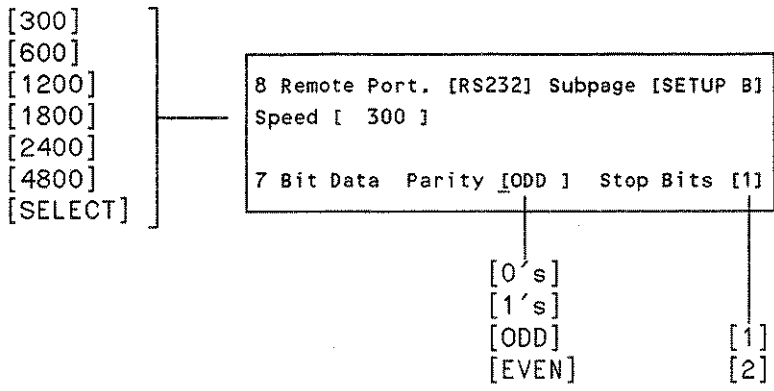 [300]
[600]
[1200]
[1800]
[2400]
[4800]
[SELECT]
8 Remote Port. [RS232] Subpage [SETUP B]
Speed [ 300 ]
7 Bit Data Parity [ODD ] Stop Bits [1]
[0's]
[1's]
[ODD]
[EVEN]
[1]
[2]